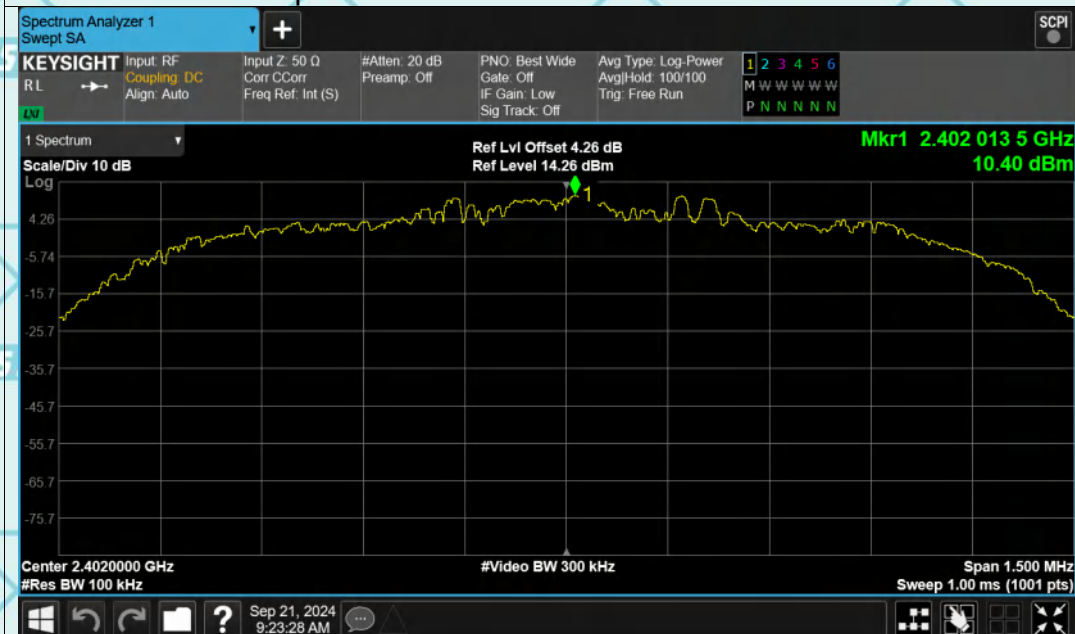 Spectrum Analyzer 1
Swept SA
+
SCPI
KEYSIGHT
R L
LXI
Input: RF
Coupling: DC
Align: Auto
Input Z: 50 Ω
Corr CCorr
Freq Ref: Int (S)
#Atten: 20 dB
Preamp: Off
PNO: Best Wide
Gate: Off
IF Gain: Low
Sig Track: Off
Avg Type: Log-Power
Avg|Hold: 100/100
Trig: Free Run
1 2 3 4 5 6
M W W W W W
P N N N N N
1 Spectrum
Scale/Div 10 dB
Log
Ref Lvl Offset 4.26 dB
Ref Level 14.26 dBm
Mkr1 2.402 013 5 GHz
10.40 dBm
1
4.26
-5.74
-15.7
-25.7
-35.7
-45.7
-55.7
-65.7
-75.7
Center 2.4020000 GHz
#Res BW 100 kHz
#Video BW 300 kHz
Span 1.500 MHz
Sweep 1.00 ms (1001 pts)
?
Sep 21, 2024
9:23:28 AM